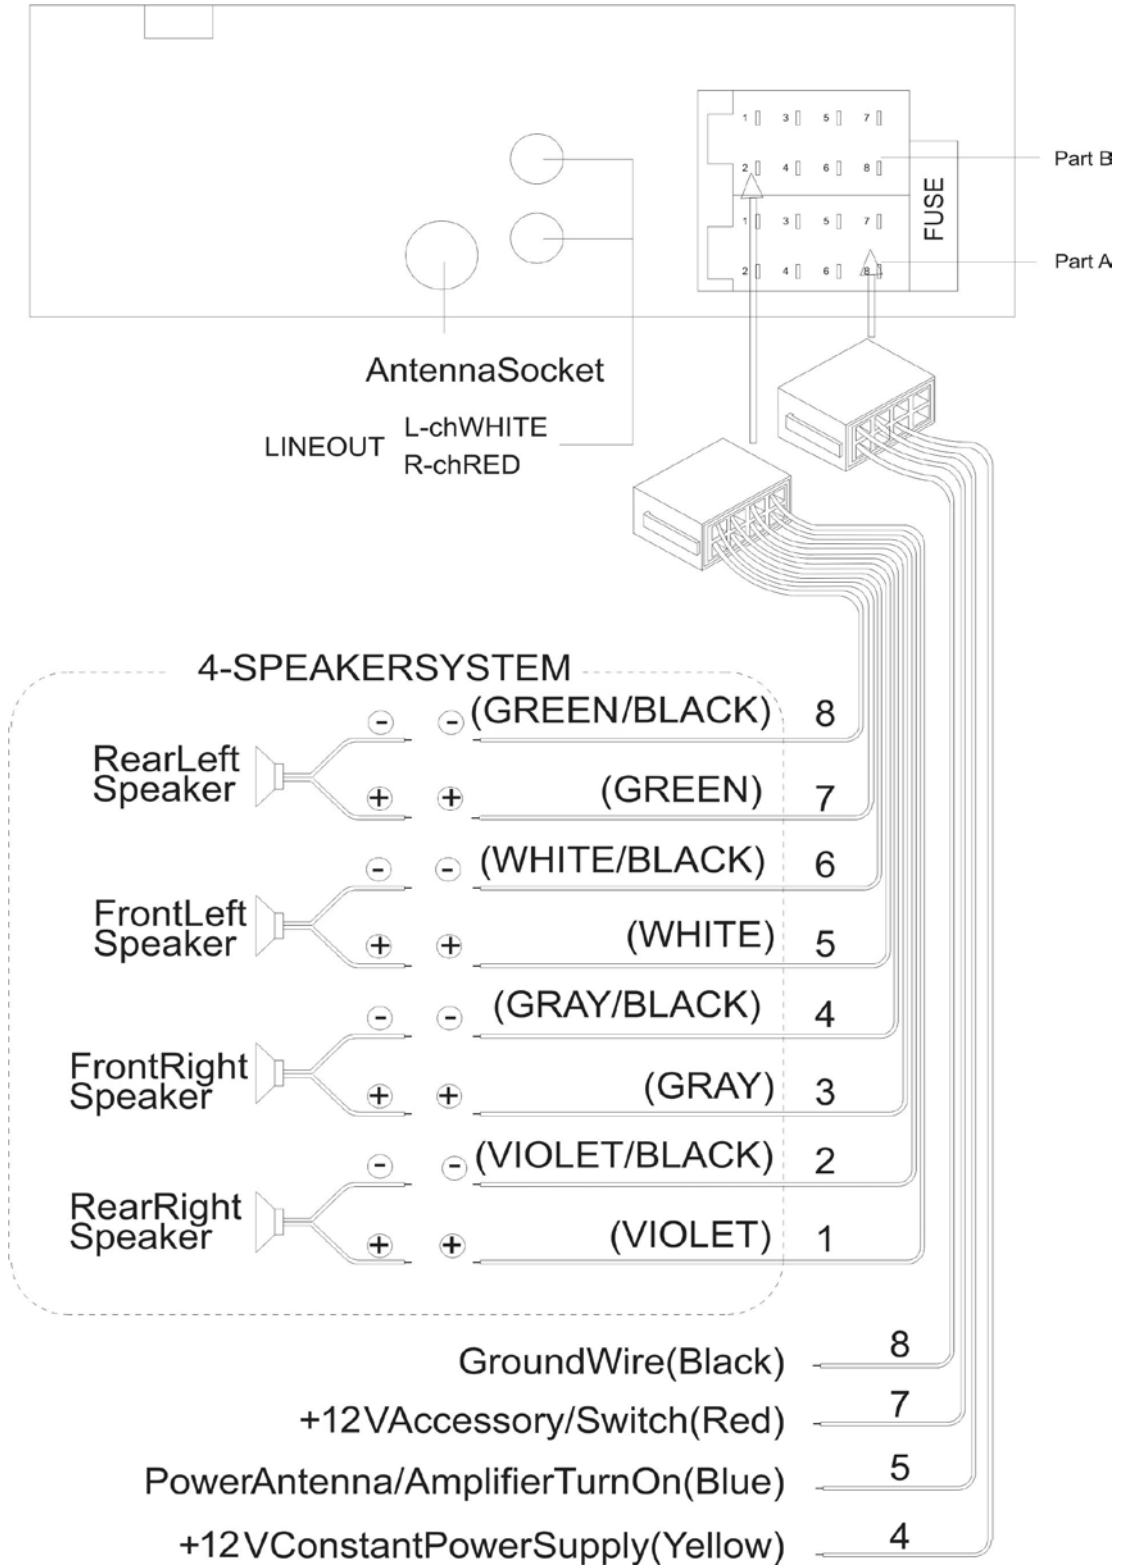 1 3 5 7
2 4 6 8
1 3 5 7
2 4 6 8
FUSE
Part B
Part A
AntennaSocket
LINEOUT
L-chWHITE
R-chRED
4-SPEAKERSYSTEM
- - (GREEN/BLACK) 8
RearLeft
Speaker
+ + (GREEN) 7
- - (WHITE/BLACK) 6
FrontLeft
Speaker
+ + (WHITE) 5
- - (GRAY/BLACK) 4
FrontRight
Speaker
+ + (GRAY) 3
- - (VIOLET/BLACK) 2
RearRight
Speaker
+ + (VIOLET) 1
GroundWire(Black) 8
+12VAccessory/Switch(Red) 7
PowerAntenna/AmplifierTurnOn(Blue) 5
+12VConstantPowerSupply(Yellow) 4